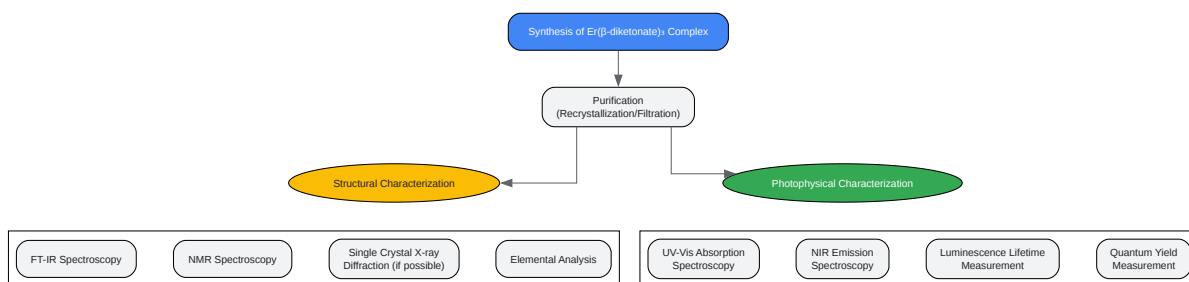 Synthesis of Er(β-diketonate)₃ Complex
Purification
(Recrystallization/Filtration)
Structural Characterization
Photophysical Characterization
FT-IR Spectroscopy
NMR Spectroscopy
Single Crystal X-ray
Diffraction (if possible)
Elemental Analysis
UV-Vis Absorption
Spectroscopy
NIR Emission
Spectroscopy
Luminescence Lifetime
Measurement
Quantum Yield
Measurement